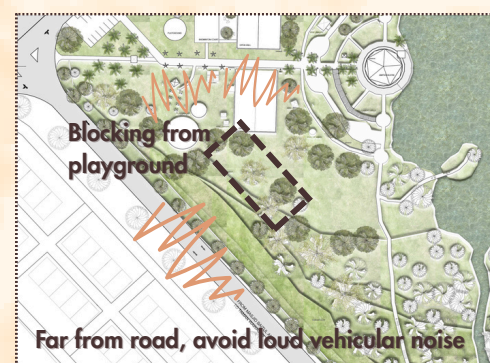 Blocking from
playground
Far from road, avoid loud vehicular noise